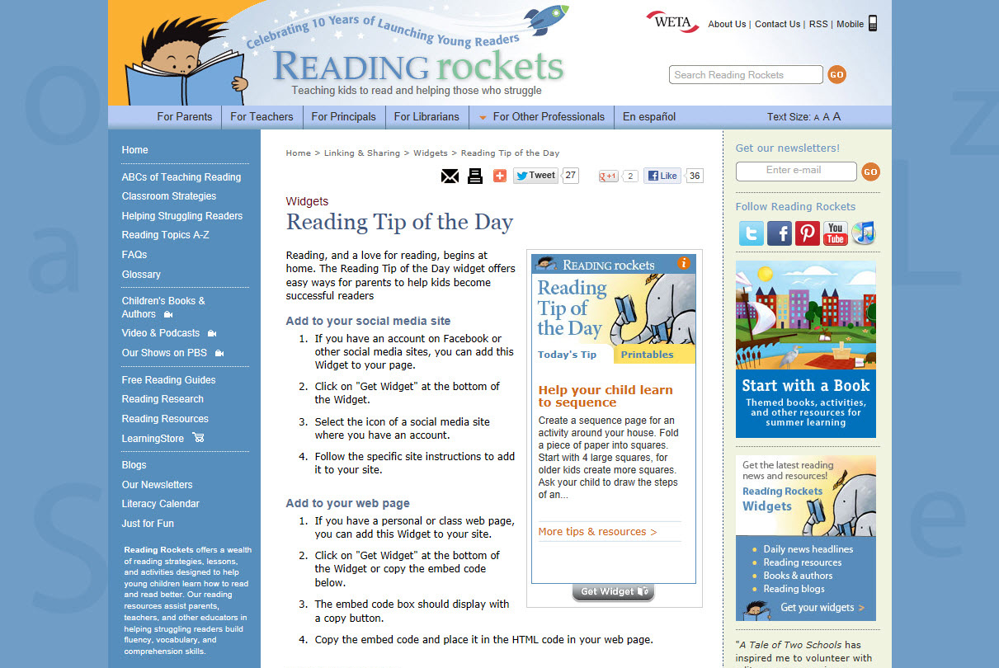 Celebrating 10 Years of Launching Young Readers
READING rockets
Teaching kids to read and helping those who struggle
WETA
About Us | Contact Us | RSS | Mobile
Search Reading Rockets GO
For Parents For Teachers For Principals For Librarians For Other Professionals En español Text Size: A A A
Home
ABCs of Teaching Reading
Classroom Strategies
Helping Struggling Readers
Reading Topics A-Z
FAQs
Glossary
Children's Books &
Authors
Video & Podcasts
Our Shows on PBS
Free Reading Guides
Reading Research
Reading Resources
LearningStore
Blogs
Our Newsletters
Literacy Calendar
Just for Fun
Reading Rockets offers a wealth
of reading strategies, lessons,
and activities designed to help
young children learn how to read
and read better. Our reading
resources assist parents,
teachers, and other educators in
helping struggling readers build
fluency, vocabulary, and
comprehension skills.
Home > Linking & Sharing > Widgets > Reading Tip of the Day
Tweet 27 g +1 2 Like 36
Widgets
Reading Tip of the Day
Reading, and a love for reading, begins at
home. The Reading Tip of the Day widget offers
easy ways for parents to help kids become
successful readers
Add to your social media site
1. If you have an account on Facebook or
other social media sites, you can add this
Widget to your page.
2. Click on "Get Widget" at the bottom of
the Widget.
3. Select the icon of a social media site
where you have an account.
4. Follow the specific site instructions to add
it to your site.
Add to your web page
1. If you have a personal or class web page,
you can add this Widget to your site.
2. Click on "Get Widget" at the bottom of
the Widget or copy the embed code
below.
3. The embed code box should display with
a copy button.
4. Copy the embed code and place it in the HTML code in your web page.
READING rockets i
Reading
Tip of
the Day
Today's Tip Printables
Help your child learn
to sequence
Create a sequence page for an
activity around your house. Fold
a piece of paper into squares.
Start with 4 large squares, for
older kids create more squares.
Ask your child to draw the steps
of an...
More tips & resources >
Get Widget
Get our newsletters!
Enter e-mail GO
Follow Reading Rockets
t f P You
Tube
Start with a Book
Themed books, activities,
and other resources for
summer learning
Get the latest reading
news and resources!
Reading Rockets
Widgets
Daily news headlines
Reading resources
Books & authors
Reading blogs
Get your widgets >
"A Tale of Two Schools has
inspired me to volunteer with
o
a
S
z
L
e